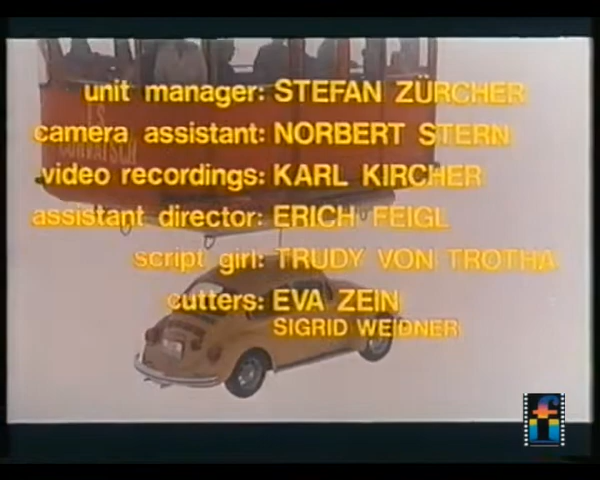 unit manager: STEFAN ZÜRCHER
camera assistant: NORBERT STERN
video recordings: KARL KIRCHER
assistant director: ERICH FEIGL
script girl: TRUDY VON TROTHA
cutters: EVA ZEIN
SIGRID WEIDNER
CORVATSCH
f